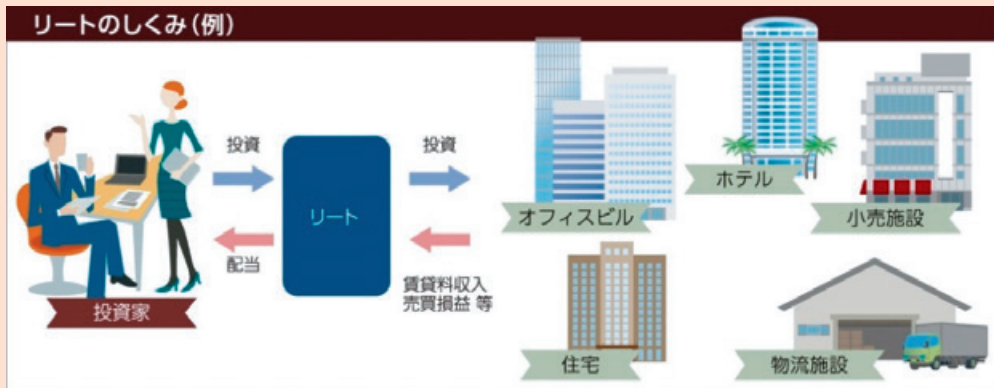 リートのしくみ(例)
投資
投資
リート
配当
賃貸料収入
売買損益 等
投資家
オフィスビル
ホテル
小売施設
住宅
物流施設